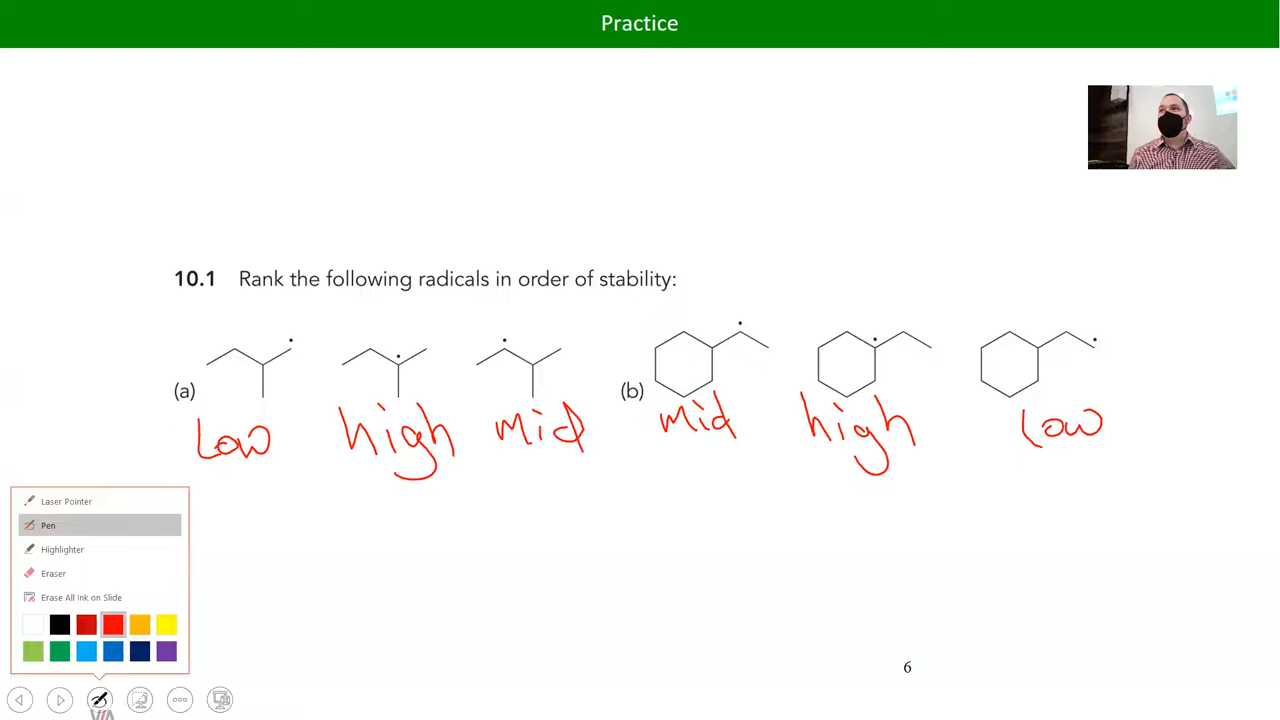 Practice
10.1 Rank the following radicals in order of stability:
(a)
(b)
Low high mid mid high Low
Laser Pointer
Pen
Highlighter
Eraser
Erase All Ink on Slide
6